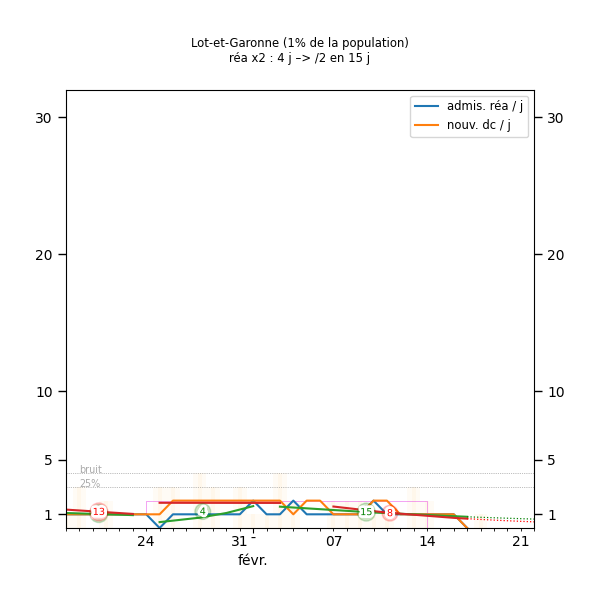 Lot-et-Garonne (1% de la population)
réa x2 : 4 j –> /2 en 15 j
admis. réa / j
nouv. dc / j
30 30
20 20
10 10
5 5
bruit
25%
1 13 4 15 8 1
24 31 07 14 21
févr.